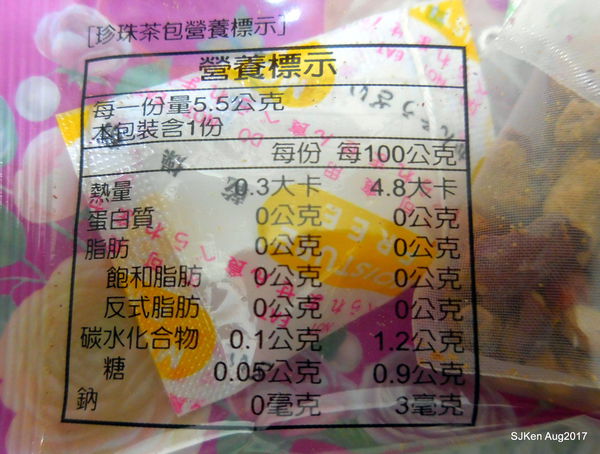 [珍珠茶包營養標示]
營養標示
每一份量5.5公克
本包裝含1份
每份 每100公克
熱量 0.3大卡 4.8大卡
蛋白質 0公克 0公克
脂肪 0公克 0公克
飽和脂肪 0公克 0公克
反式脂肪 0公克 0公克
碳水化合物 0.1公克 1.2公克
糖 0.05公克 0.9公克
鈉 0毫克 3毫克
SJKen Aug2017